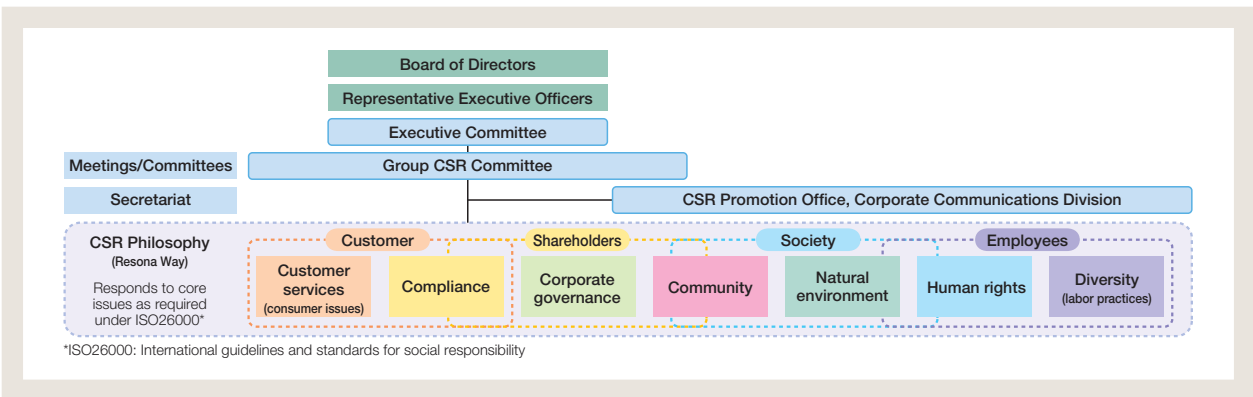 Board of Directors
Representative Executive Officers
Executive Committee
Meetings/Committees
Group CSR Committee
Secretariat
CSR Promotion Office, Corporate Communications Division
CSR Philosophy
(Resona Way)
Responds to core
issues as required
under ISO26000*
Customer
Shareholders
Society
Employees
Customer
services
(consumer issues)
Compliance
Corporate
governance
Community
Natural
environment
Human rights
Diversity
(labor practices)
*ISO26000: International guidelines and standards for social responsibility